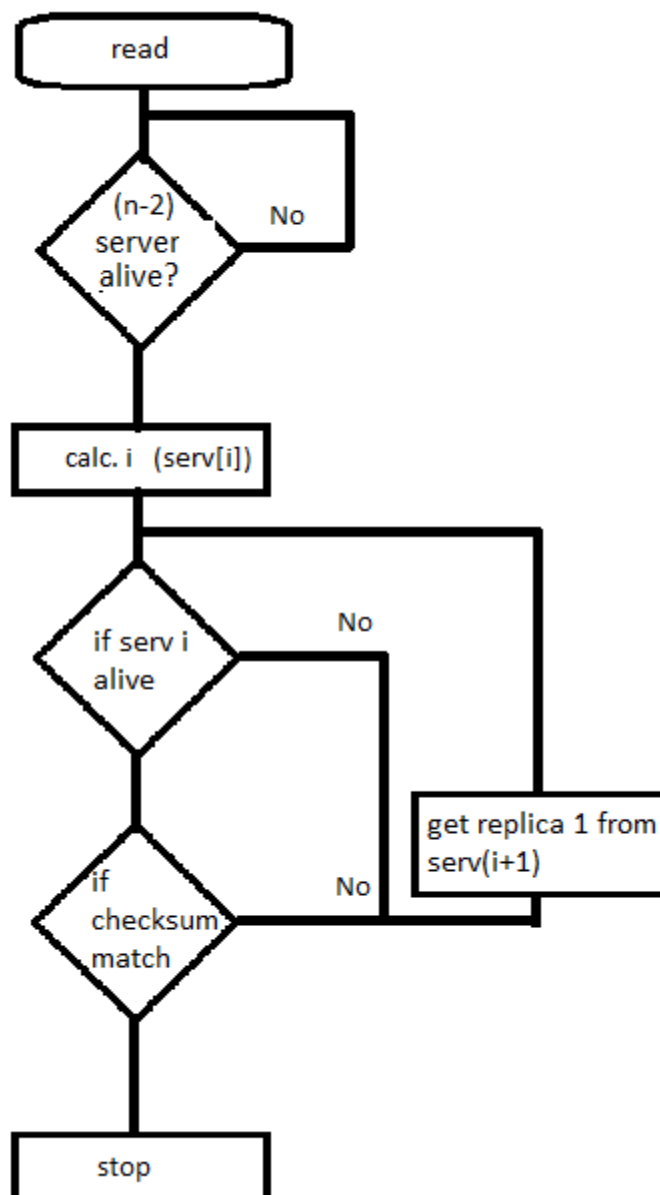 read
(n-2)
server
alive?
No
calc. i (serv[i])
if serv i
alive
No
get replica 1 from
serv(i+1)
if
checksum
match
No
stop